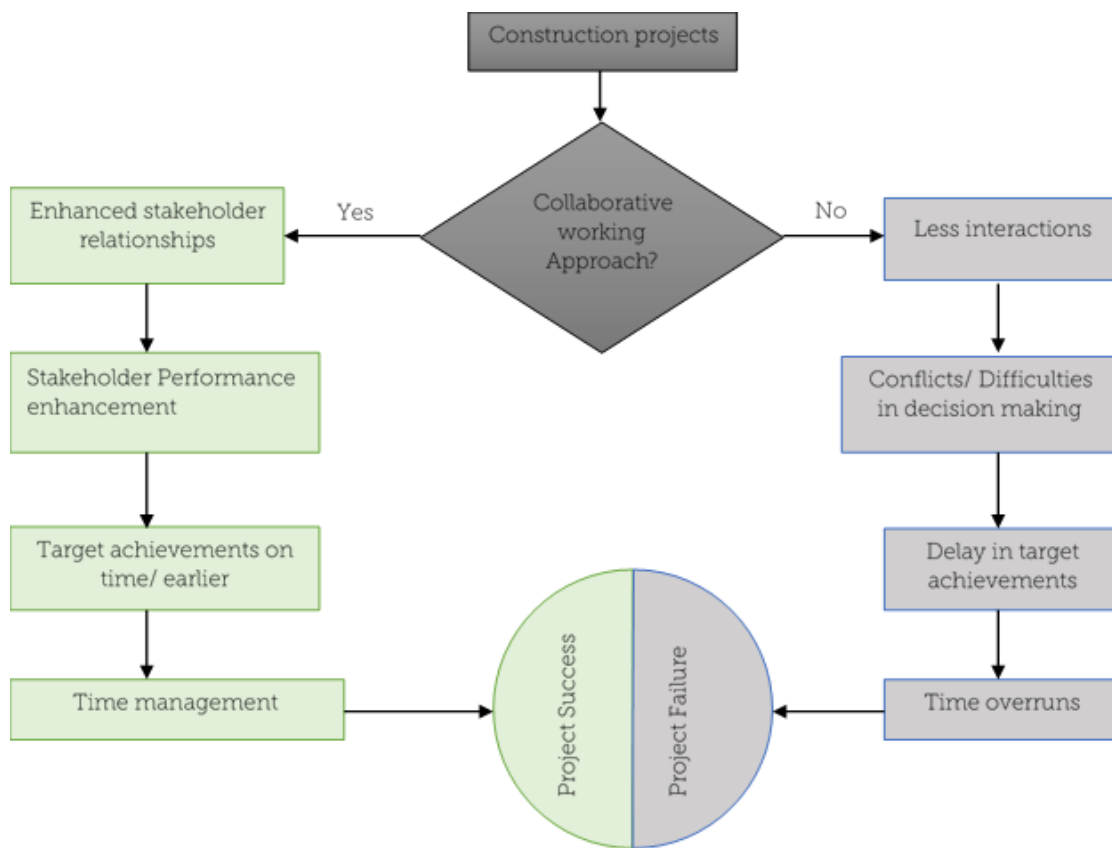 Construction projects
Collaborative
working
Approach?
Yes
No
Enhanced stakeholder
relationships
Less interactions
Stakeholder Performance
enhancement
Conflicts/ Difficulties
in decision making
Target achievements on
time/ earlier
Delay in target
achievements
Time management
Time overruns
Project Success
Project Failure